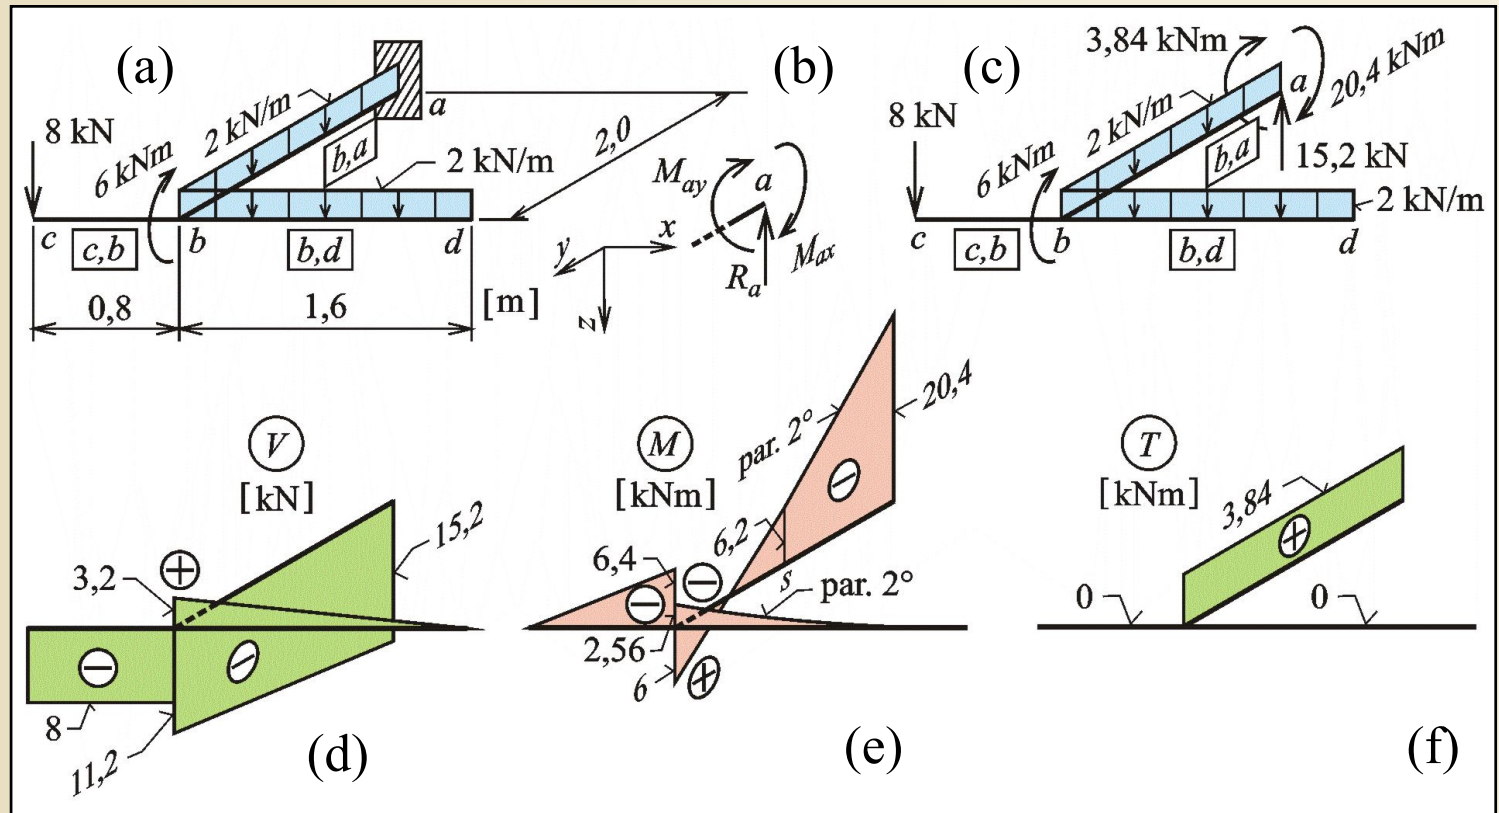 (a)
8 kN
6 kNm
2 kN/m
b,a
2 kN/m
a
2,0
c
c,b
b
b,d
d
0,8
1,6
[m]
(b)
May
a
x
y
z
Ra
Max
(c)
3,84 kNm
20,4 kNm
8 kN
6 kNm
2 kN/m
a
b,a
15,2 kN
2 kN/m
c
c,b
b
b,d
d
V
[kN]
3,2
+
15,2
−
−
8
11,2
(d)
M
[kNm]
par. 2°
20,4
−
6,2
6,4
−
−
s
par. 2°
2,56
6
+
(e)
T
[kNm]
3,84
+
0
0
(f)